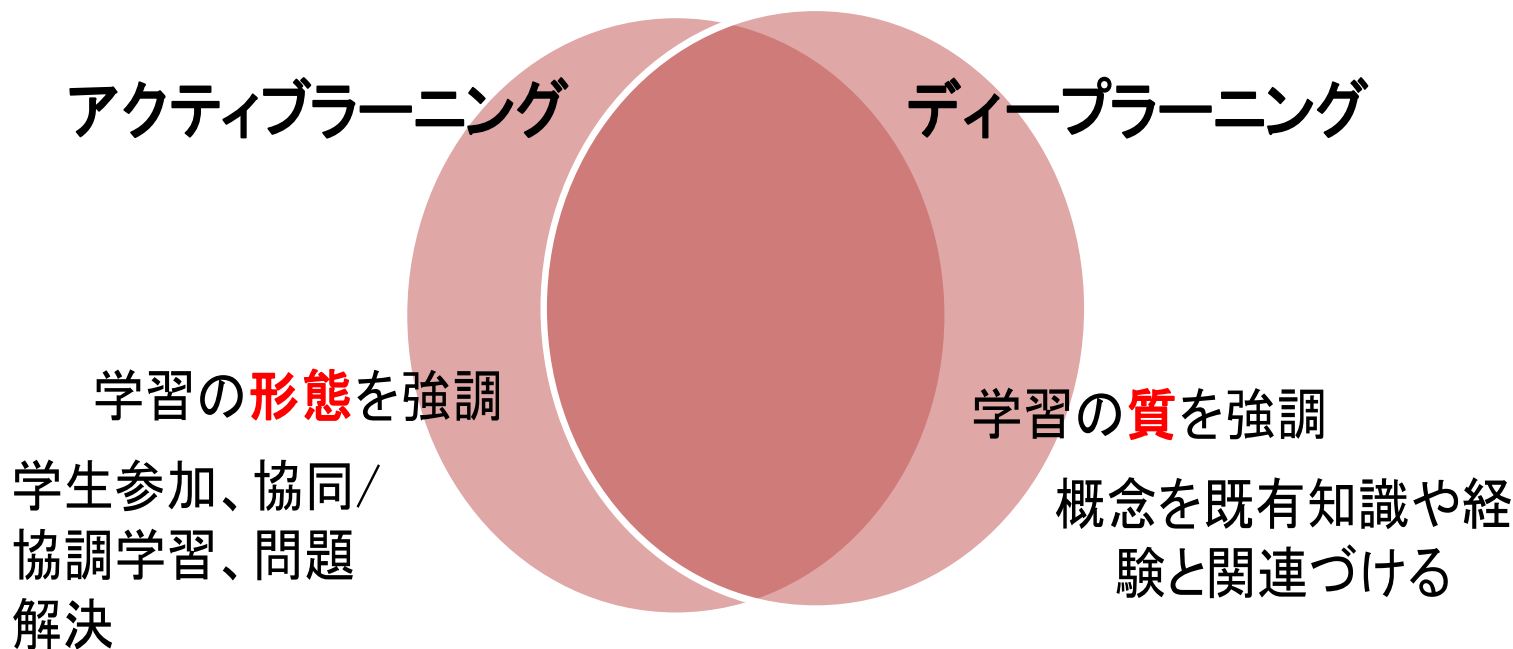 アクティブラーニング
ディープラーニング
学習の形態を強調
学生参加、協同/
協調学習、問題
解決
学習の質を強調
概念を既有知識や経
験と関連づける